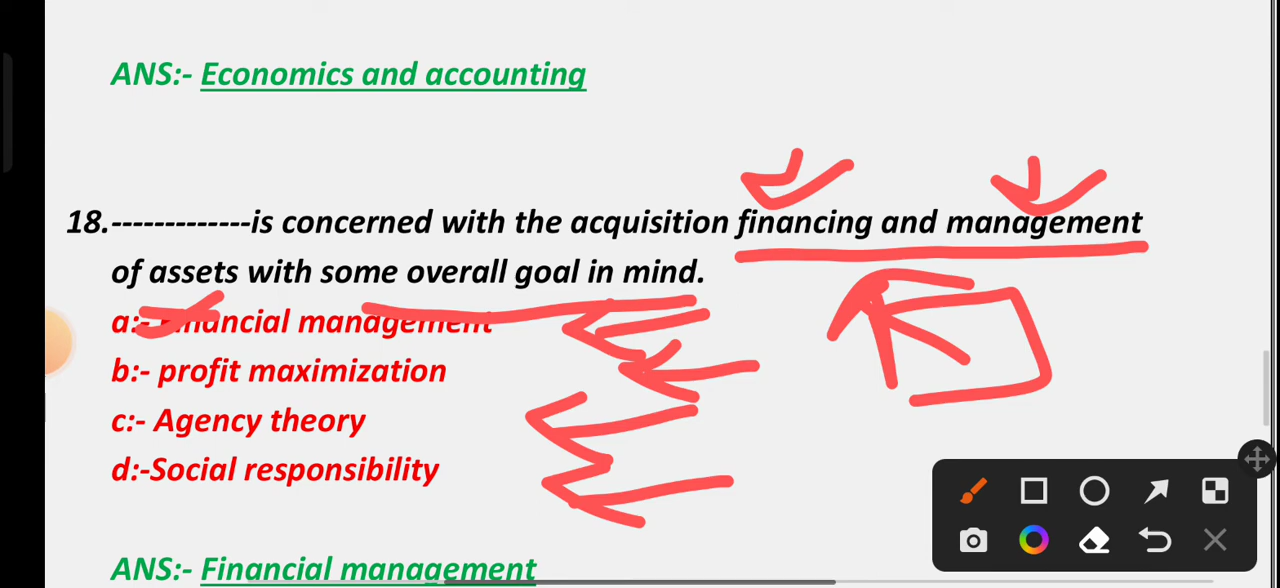 ANS:- Economics and accounting
18.-------------is concerned with the acquisition financing and management
of assets with some overall goal in mind.
a:- Financial management
b:- profit maximization
c:- Agency theory
d:-Social responsibility
ANS:- Financial management